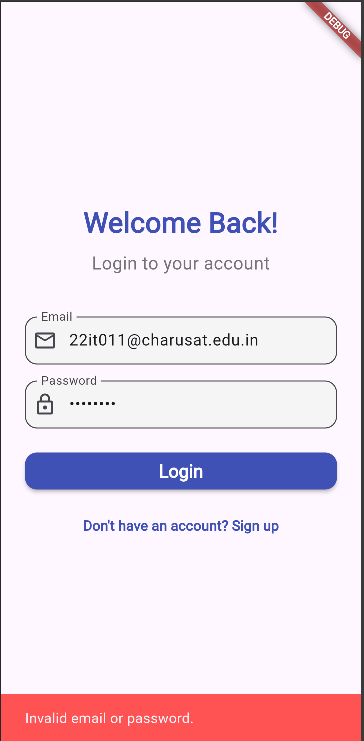 DEBUG
Welcome Back!
Login to your account
Email
22it011@charusat.edu.in
Password
••••••••
Login
Don't have an account? Sign up
Invalid email or password.